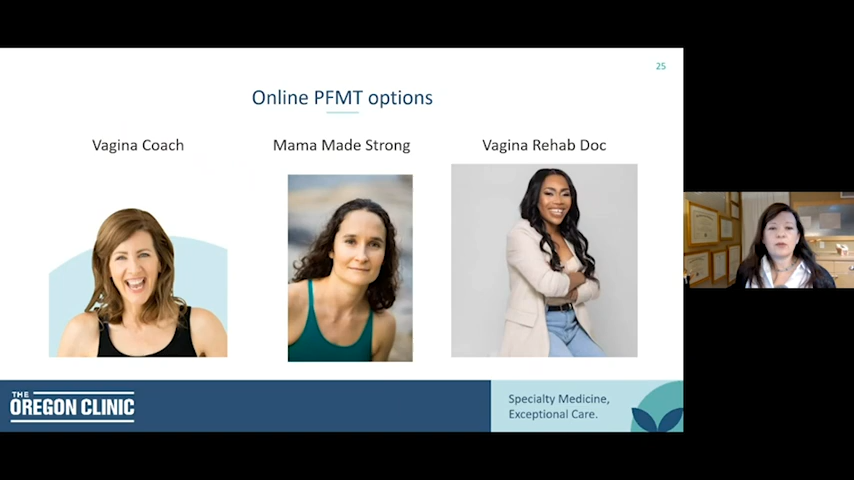 25
Online PFMT options
Vagina Coach
Mama Made Strong
Vagina Rehab Doc
THE
OREGON CLINIC
Specialty Medicine,
Exceptional Care.